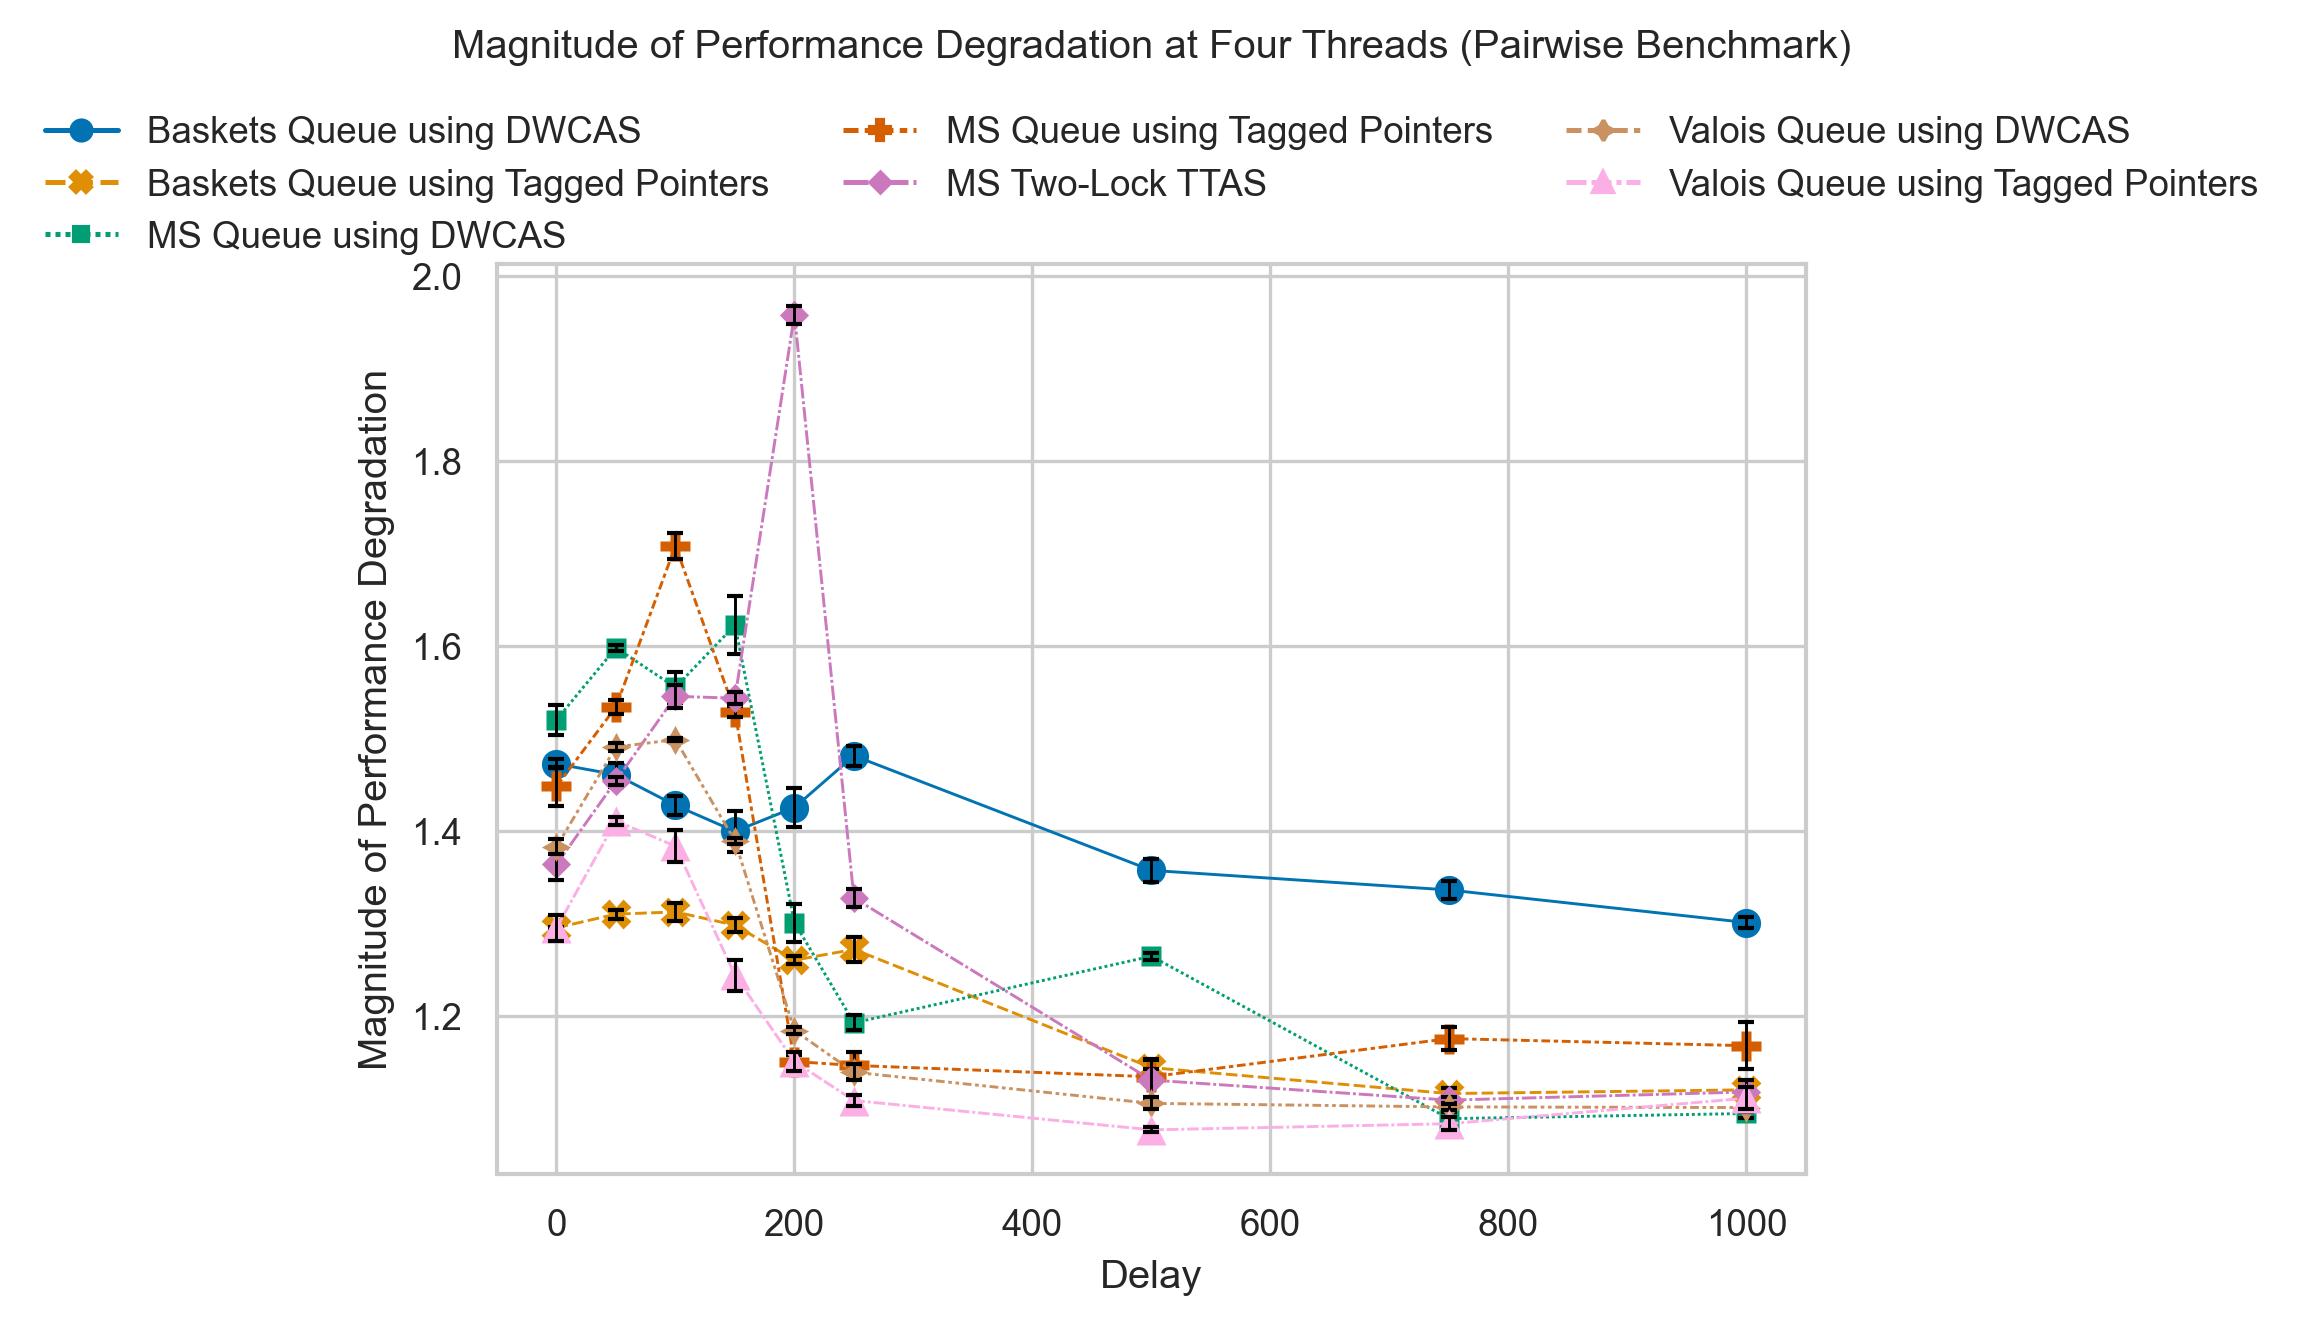 Magnitude of Performance Degradation at Four Threads (Pairwise Benchmark)
Baskets Queue using DWCAS
Baskets Queue using Tagged Pointers
MS Queue using DWCAS
MS Queue using Tagged Pointers
MS Two-Lock TTAS
Valois Queue using DWCAS
Valois Queue using Tagged Pointers
Magnitude of Performance Degradation
2.0
1.8
1.6
1.4
1.2
0 200 400 600 800 1000
Delay